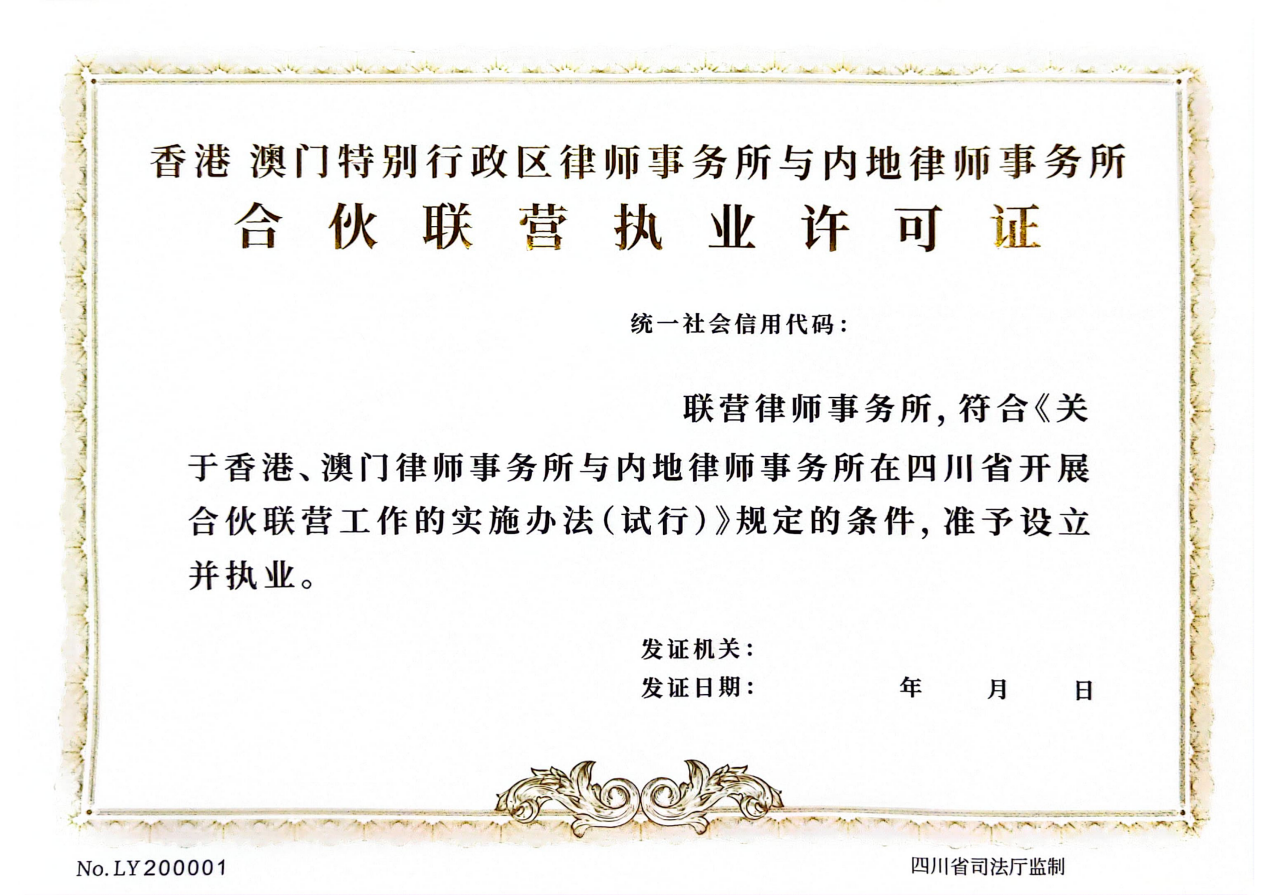 香港 澳门特别行政区律师事务所与内地律师事务所
合伙联营执业许可证
统一社会信用代码：
联营律师事务所，符合《关
于香港、澳门律师事务所与内地律师事务所在四川省开展
合伙联营工作的实施办法（试行）》规定的条件，准予设立
并执业。
发证机关：
发证日期： 年 月 日
No. LY200001 四川省司法厅监制